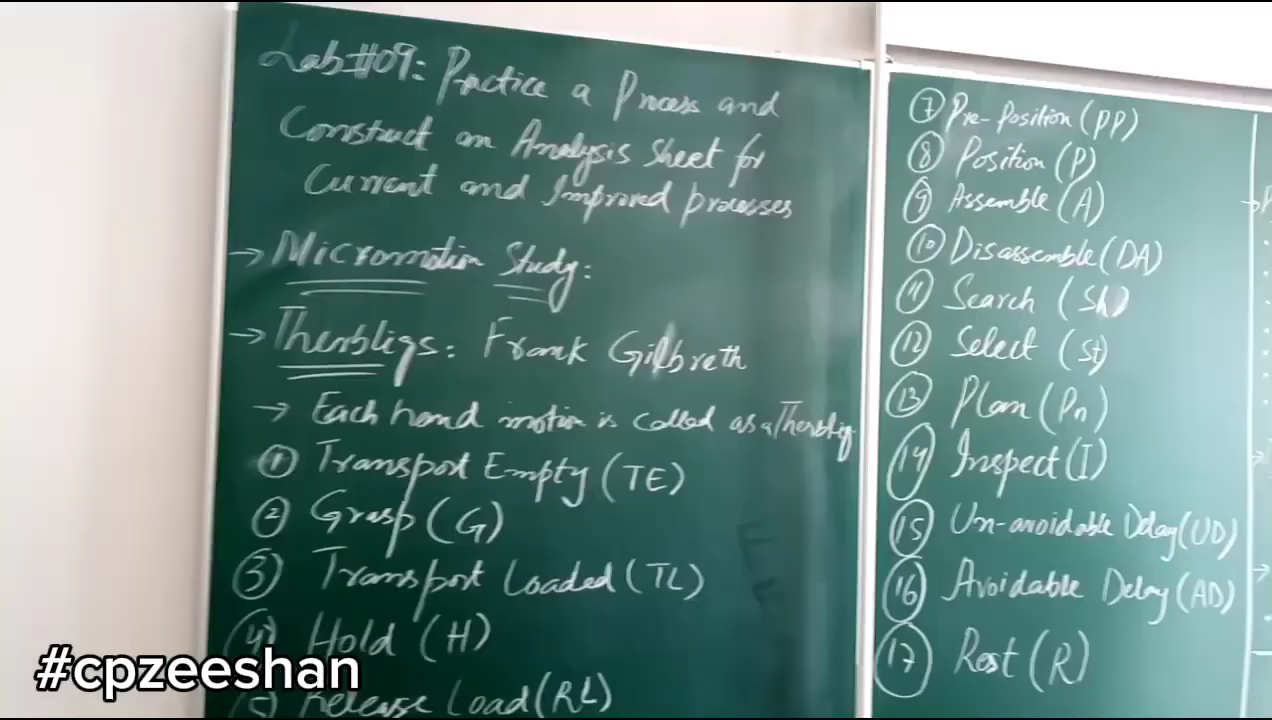 Lab#09: Practice a Process and
Construct an Analysis Sheet for
Current and Improved processes
→ Micromotion Study:
→ Therbligs: Frank Gilbreth
→ Each hand motion is called as a Therblig
① Transport Empty (TE)
② Grasp (G)
③ Transport Loaded (TL)
④ Hold (H)
⑤ Release Load (RL)
⑦ Pre-Position (PP)
⑧ Position (P)
⑨ Assemble (A)
⑩ Disassemble (DA)
⑪ Search (Sh)
⑫ Select (St)
⑬ Plan (Pn)
⑭ Inspect (I)
⑮ Un-avoidable Delay (UD)
⑯ Avoidable Delay (AD)
⑰ Rest (R)
#cpzeeshan